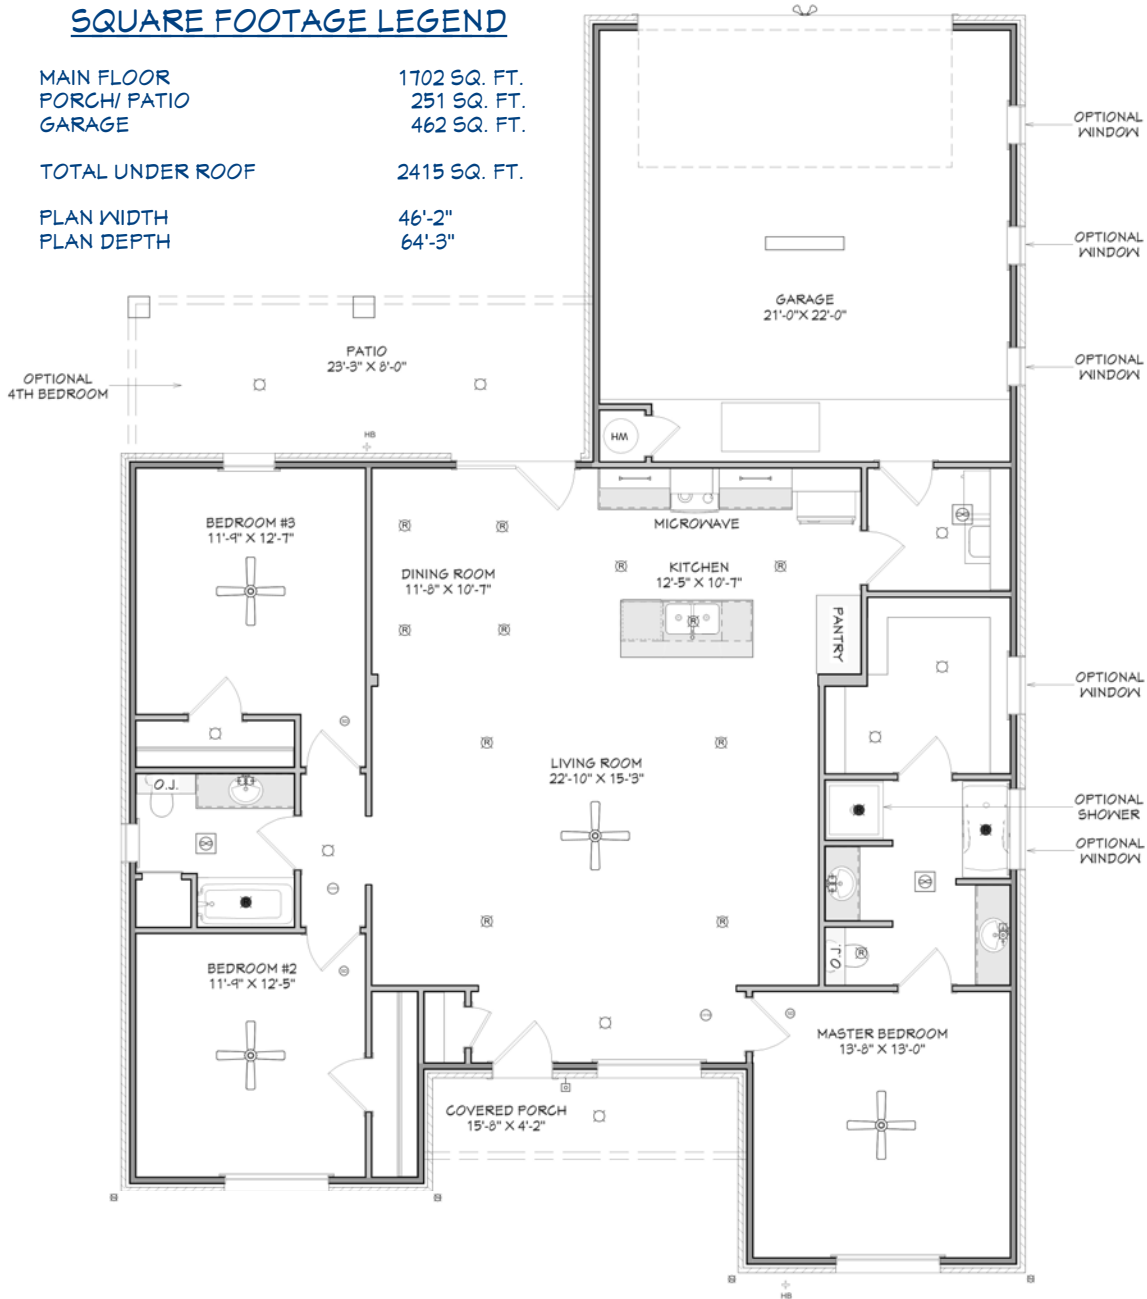 SQUARE FOOTAGE LEGEND
MAIN FLOOR 1702 SQ. FT.
PORCH/ PATIO 251 SQ. FT.
GARAGE 462 SQ. FT.
TOTAL UNDER ROOF 2415 SQ. FT.
PLAN WIDTH 46'-2"
PLAN DEPTH 64'-3"
OPTIONAL
WINDOW
OPTIONAL
WINDOW
GARAGE
21'-0"X 22'-0"
OPTIONAL
WINDOW
PATIO
23'-3" X 8'-0"
OPTIONAL
4TH BEDROOM
HB
HW
BEDROOM #3
11'-9" X 12'-7"
MICROWAVE
DINING ROOM
11'-8" X 10'-7"
KITCHEN
12'-5" X 10'-7"
PANTRY
OPTIONAL
WINDOW
LIVING ROOM
22'-10" X 15-'3"
O.J.
OPTIONAL
SHOWER
OPTIONAL
WINDOW
O.J.
BEDROOM #2
11'-9" X 12'-5"
MASTER BEDROOM
13'-8" X 13'-0"
COVERED PORCH
15'-8" X 4'-2"
HB